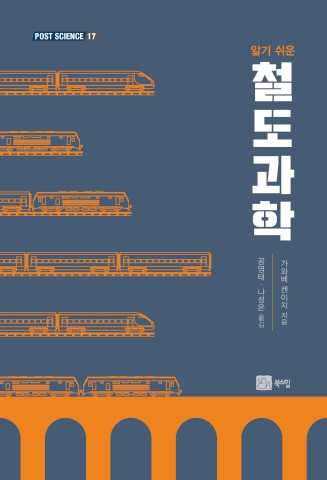 POST SCIENCE 17
알기 쉬운
철도과학
가와베 켄이치 지음
공명태 · 나성은 옮김
북스힐